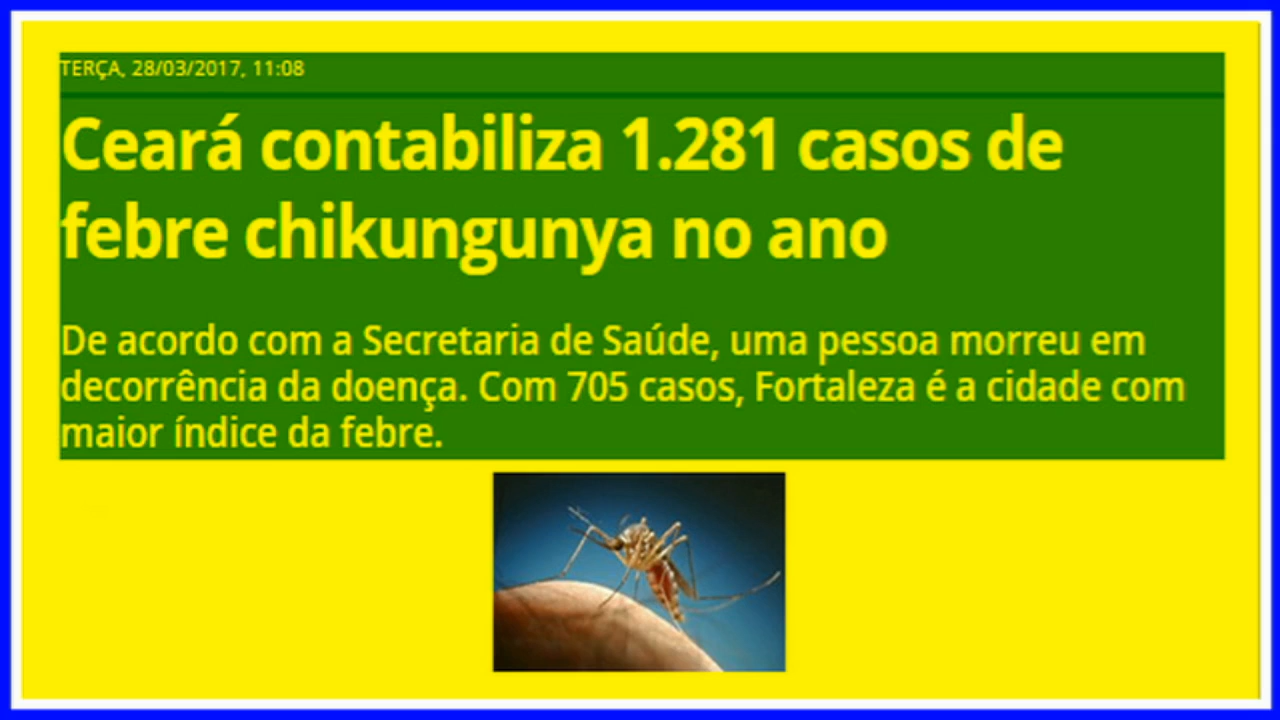 TERÇA, 28/03/2017, 11:08
Ceará contabiliza 1.281 casos de
febre chikungunya no ano
De acordo com a Secretaria de Saúde, uma pessoa morreu em
decorrência da doença. Com 705 casos, Fortaleza é a cidade com
maior índice da febre.